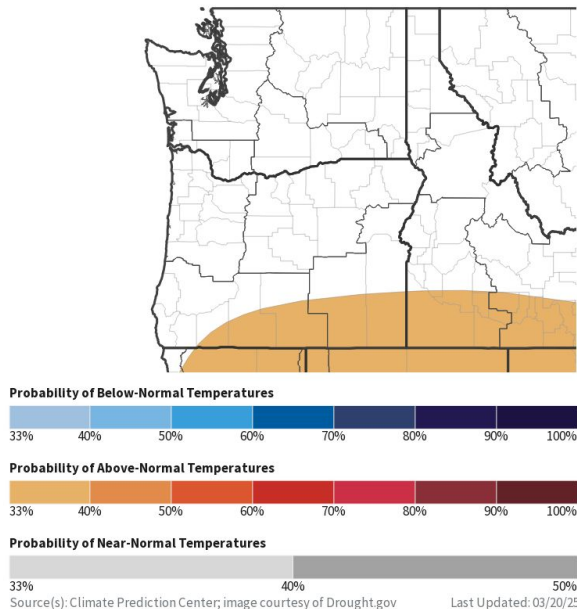 Probability of Below-Normal Temperatures
33% 40% 50% 60% 70% 80% 90% 100%
Probability of Above-Normal Temperatures
33% 40% 50% 60% 70% 80% 90% 100%
Probability of Near-Normal Temperatures
33% 40% 50%
Source(s): Climate Prediction Center; image courtesy of Drought.gov Last Updated: 03/20/25